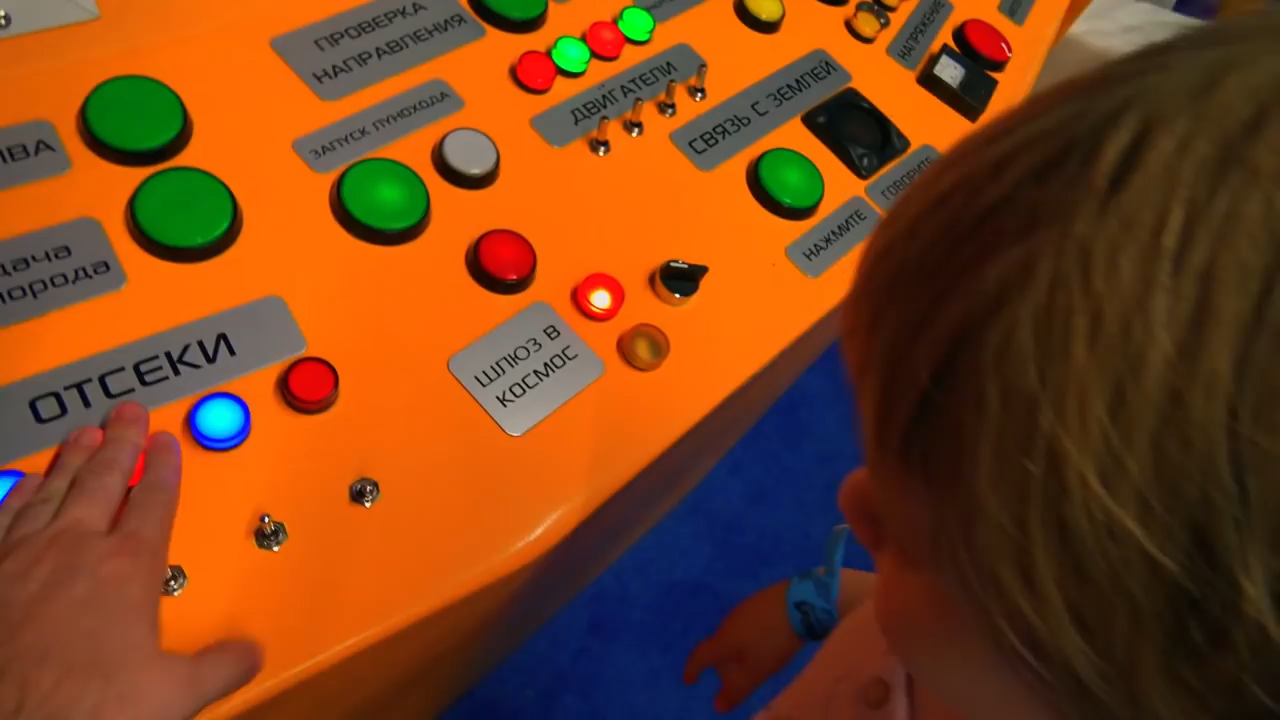 ПРОВЕРКА
НАПРАВЛЕНИЯ
ЗАПУСК ЛУНОХОДА
ДВИГАТЕЛИ
СВЯЗЬ С ЗЕМЛЕЙ
НАПРЯЖЕНИЕ
ГОВОРИТЕ
НАЖМИТЕ
ОТСЕКИ
ШЛЮЗ В
КОСМОС